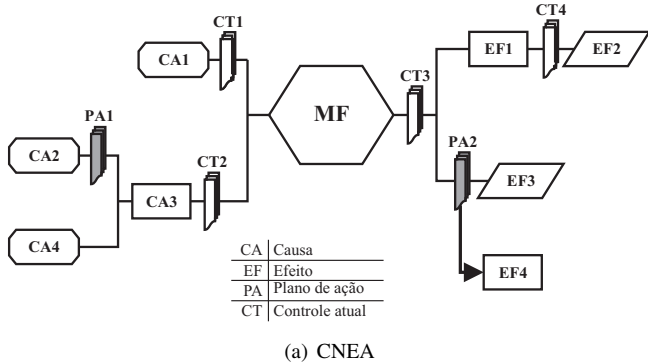 CT1
CA1
PA1
CA2
CT2
CA3
CA4
MF
CT3
CT4
EF1
EF2
PA2
EF3
EF4
CA Causa
EF Efeito
PA Plano de ação
CT Controle atual
(a) CNEA